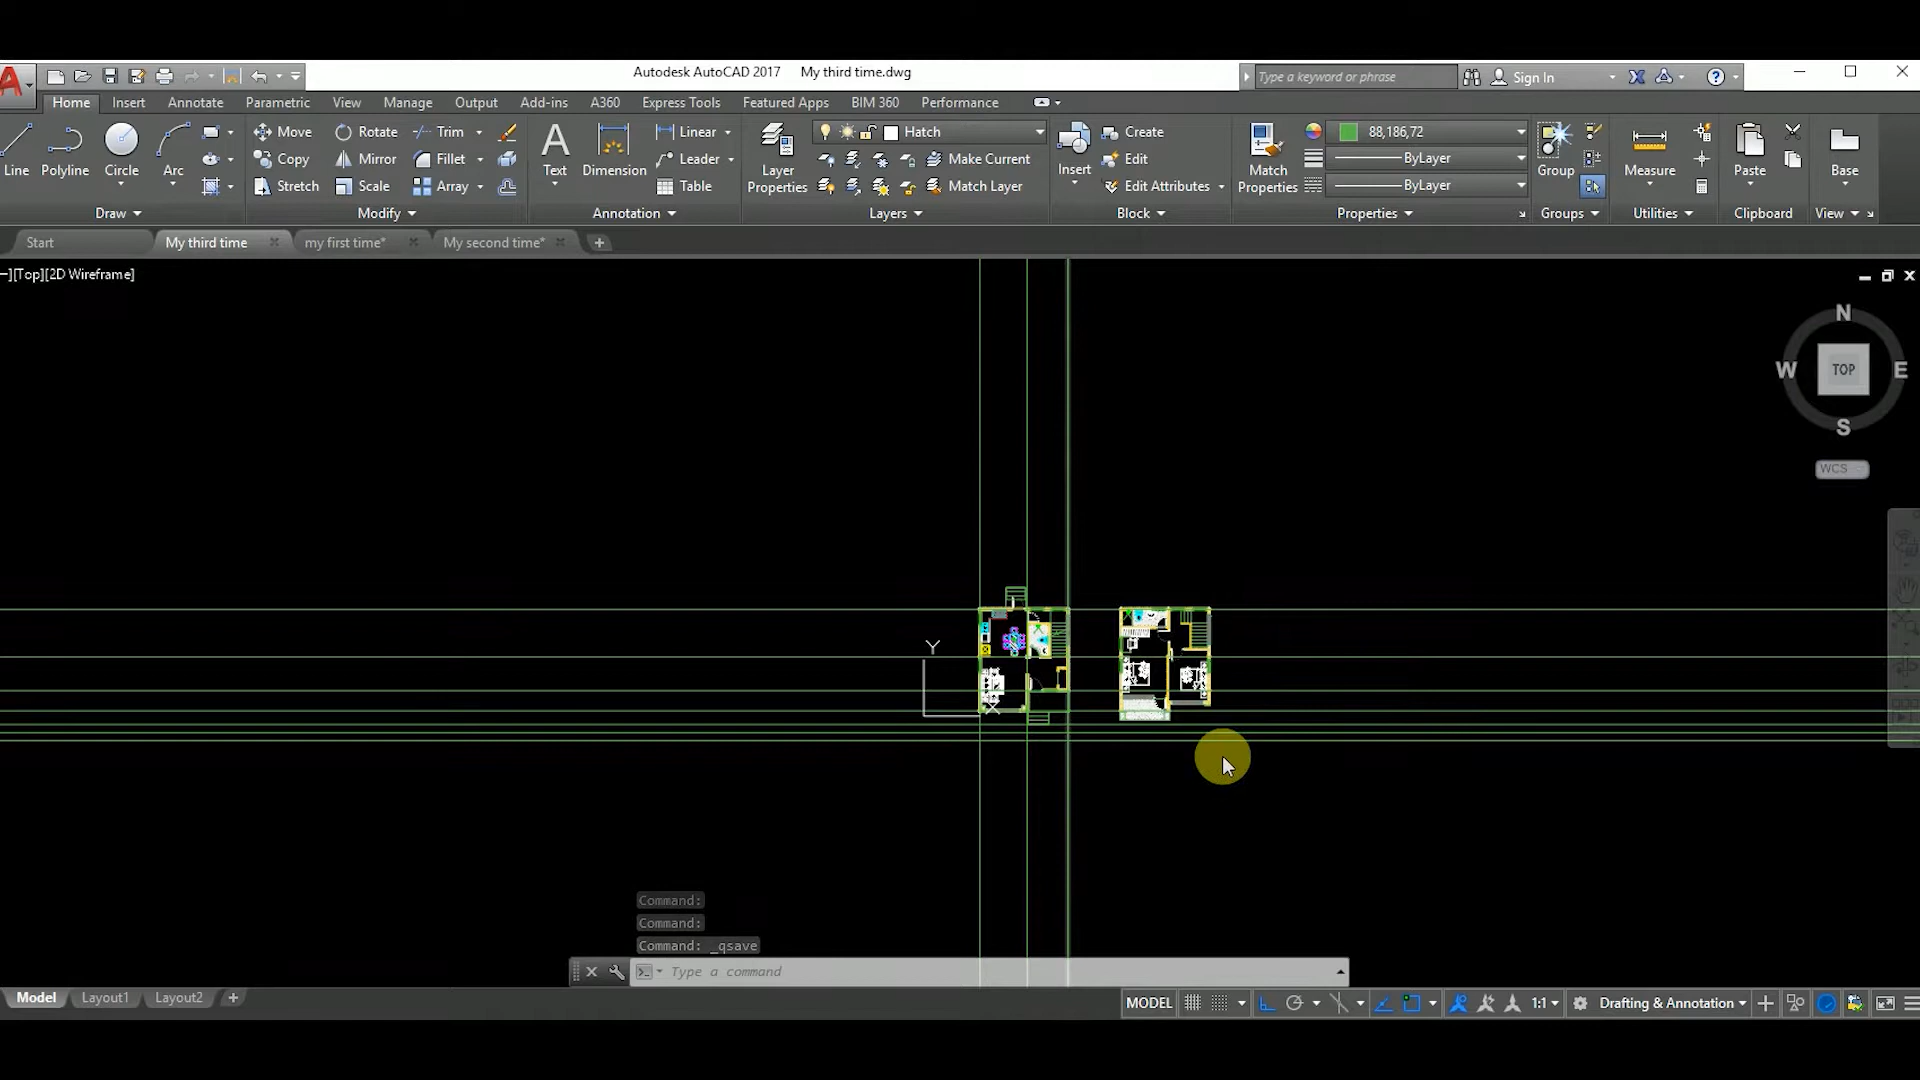 Autodesk AutoCAD 2017 My third time.dwg
Type a keyword or phrase
Sign In
Home Insert Annotate Parametric View Manage Output Add-ins A360 Express Tools Featured Apps BIM 360 Performance
Line Polyline Circle Arc
Move Rotate Trim
Copy Mirror Fillet
Stretch Scale Array
Text Dimension
Linear
Leader
Table
Layer Properties
Hatch
Make Current
Match Layer
Insert
Create
Edit
Edit Attributes
Match Properties
88,186,72
ByLayer
ByLayer
Group
Measure
Paste
Base
Draw Modify Annotation Layers Block Properties Groups Utilities Clipboard View
Start My third time my first time* My second time*
−][Top][2D Wireframe]
N
W TOP E
S
WCS
Y
X
Command:
Command:
Command: _qsave
Type a command
Model Layout1 Layout2
MODEL 1:1 Drafting & Annotation